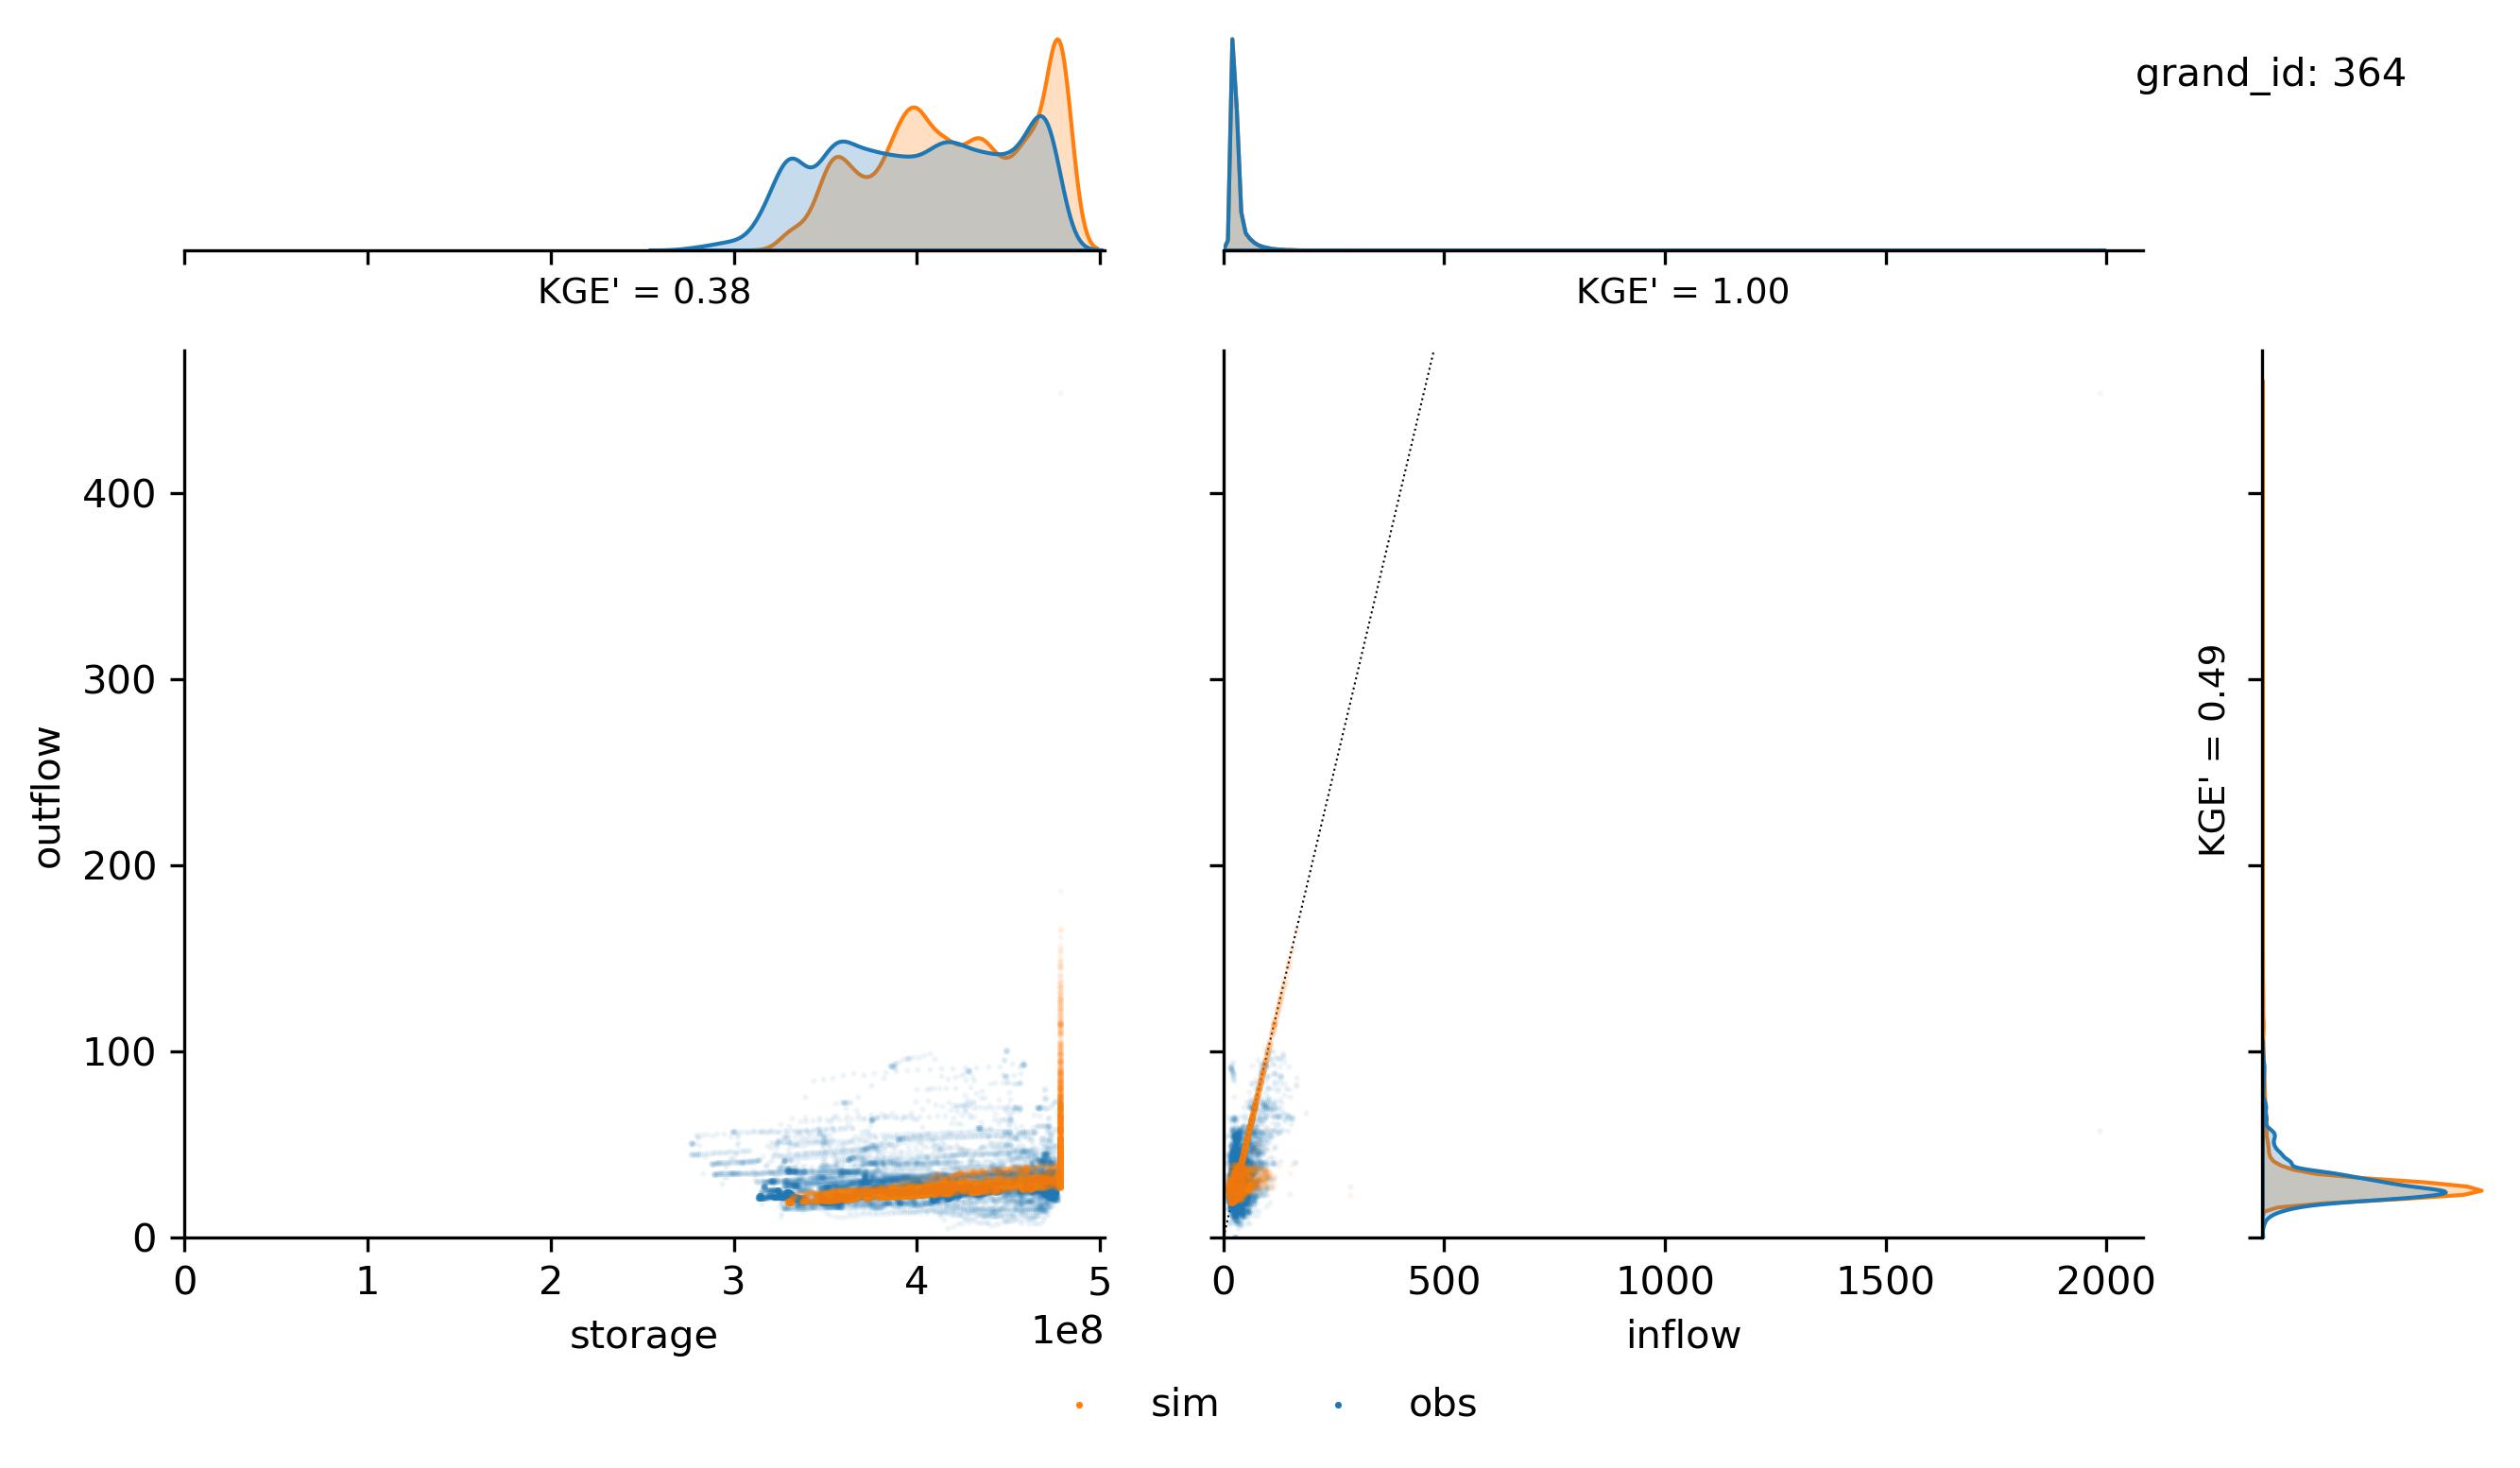 grand_id: 364
KGE' = 0.38
KGE' = 1.00
outflow
400
300
200
100
0
KGE' = 0.49
0 1 2 3 4 5
1e8
storage
0 500 1000 1500 2000
inflow
sim obs